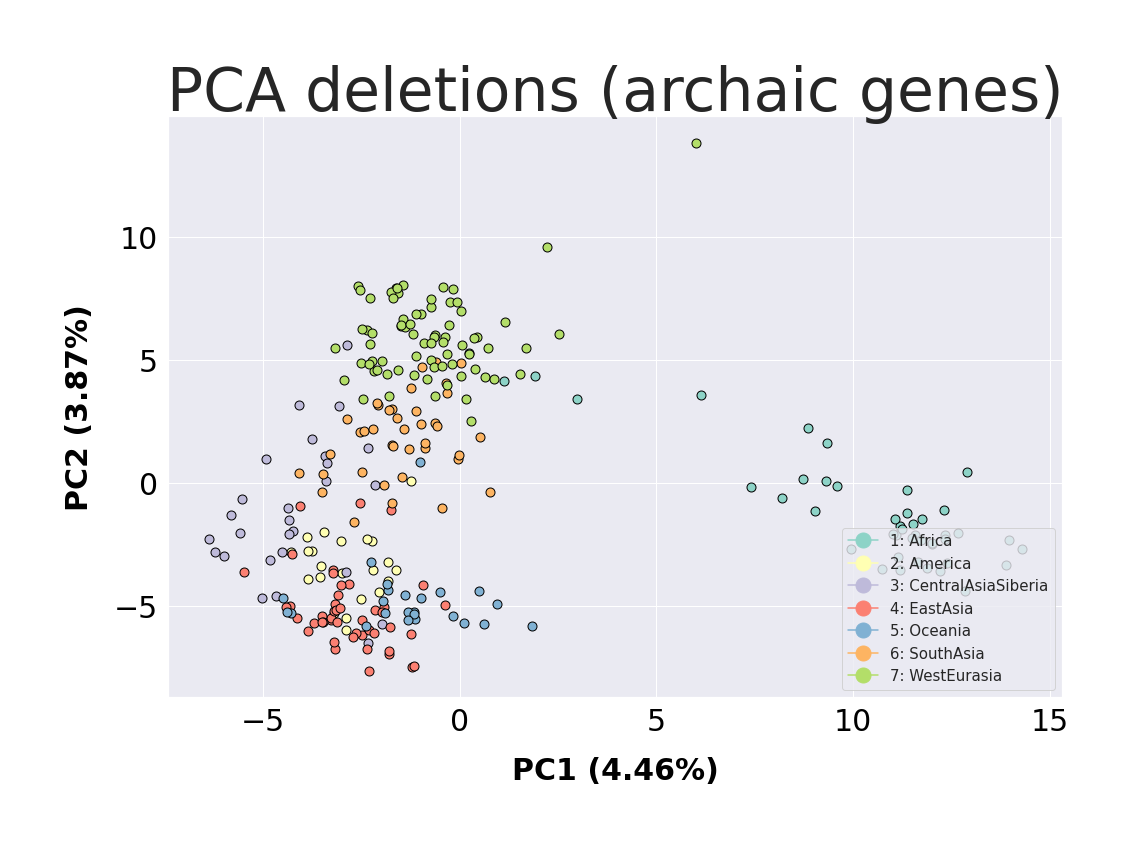 PCA deletions (archaic genes)
10
5
0
−5
PC2 (3.87%)
−5 0 5 10 15
PC1 (4.46%)
1: Africa
2: America
3: CentralAsiaSiberia
4: EastAsia
5: Oceania
6: SouthAsia
7: WestEurasia